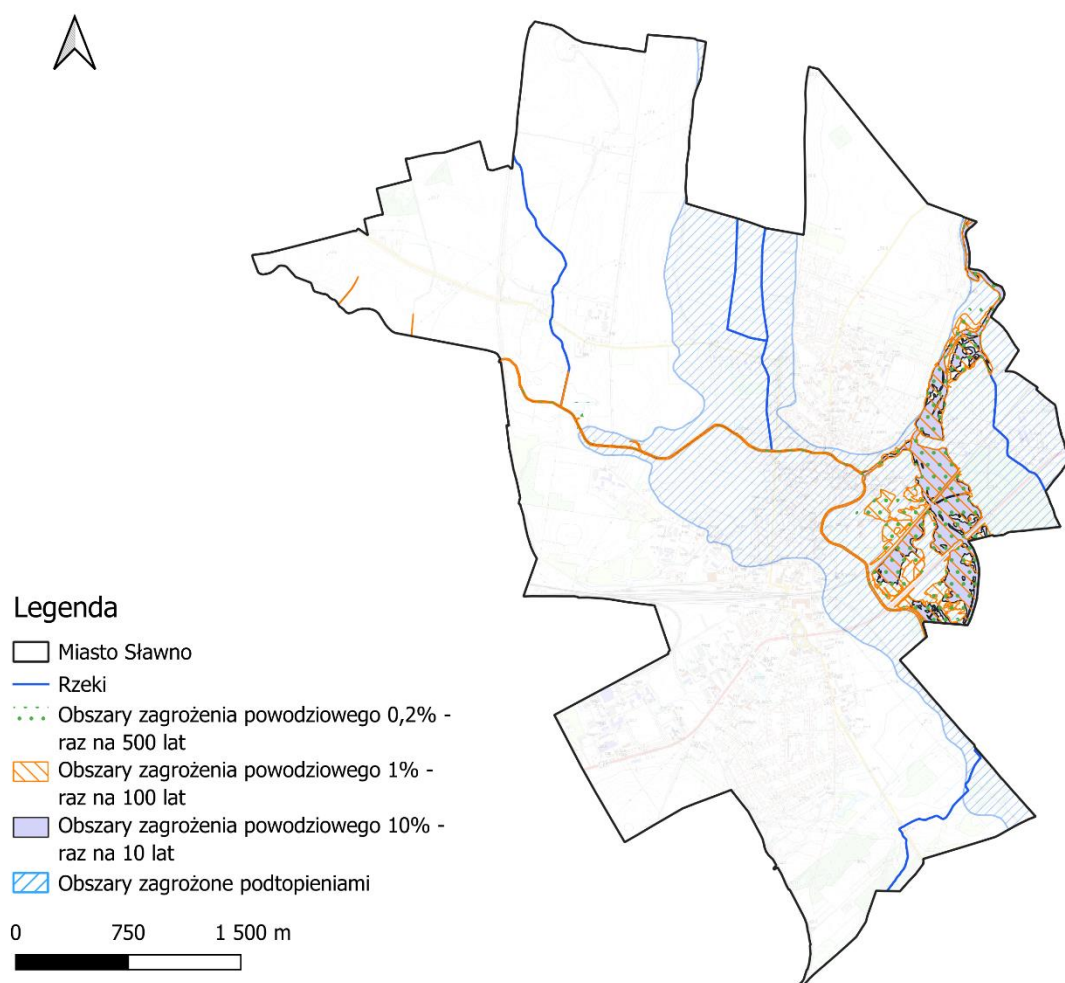 Legenda
Miasto Sławno
Rzeki
Obszary zagrożenia powodziowego 0,2% -
raz na 500 lat
Obszary zagrożenia powodziowego 1% -
raz na 100 lat
Obszary zagrożenia powodziowego 10% -
raz na 10 lat
Obszary zagrożone podtopieniami
0 750 1 500 m